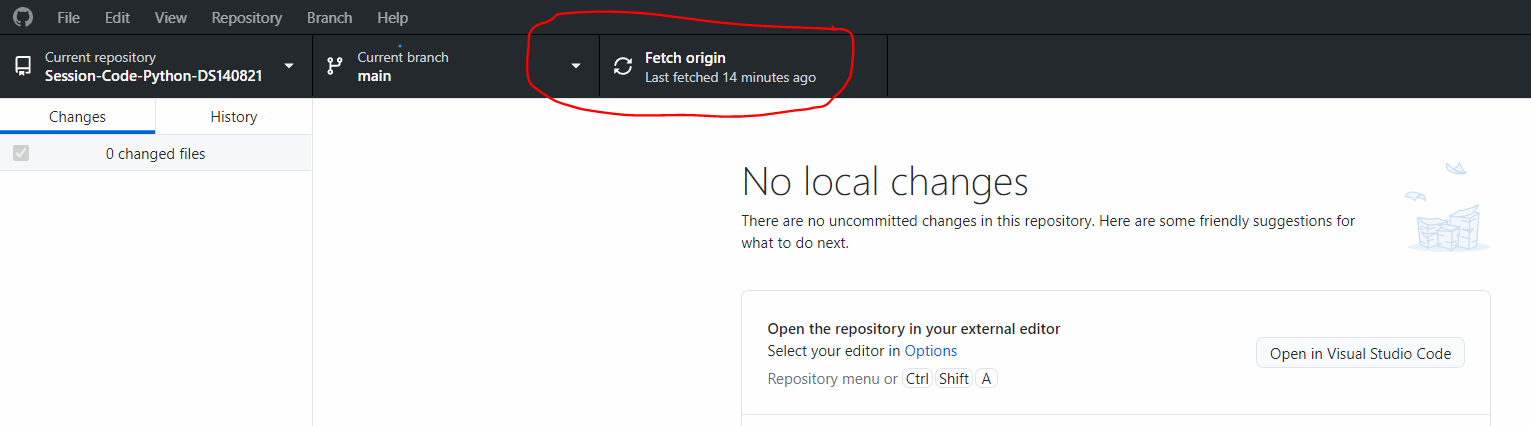 File Edit View Repository Branch Help
Current repository
Session-Code-Python-DS140821
Current branch
main
Fetch origin
Last fetched 14 minutes ago
Changes History
0 changed files
No local changes
There are no uncommitted changes in this repository. Here are some friendly suggestions for
what to do next.
Open the repository in your external editor
Select your editor in Options
Repository menu or Ctrl Shift A
Open in Visual Studio Code